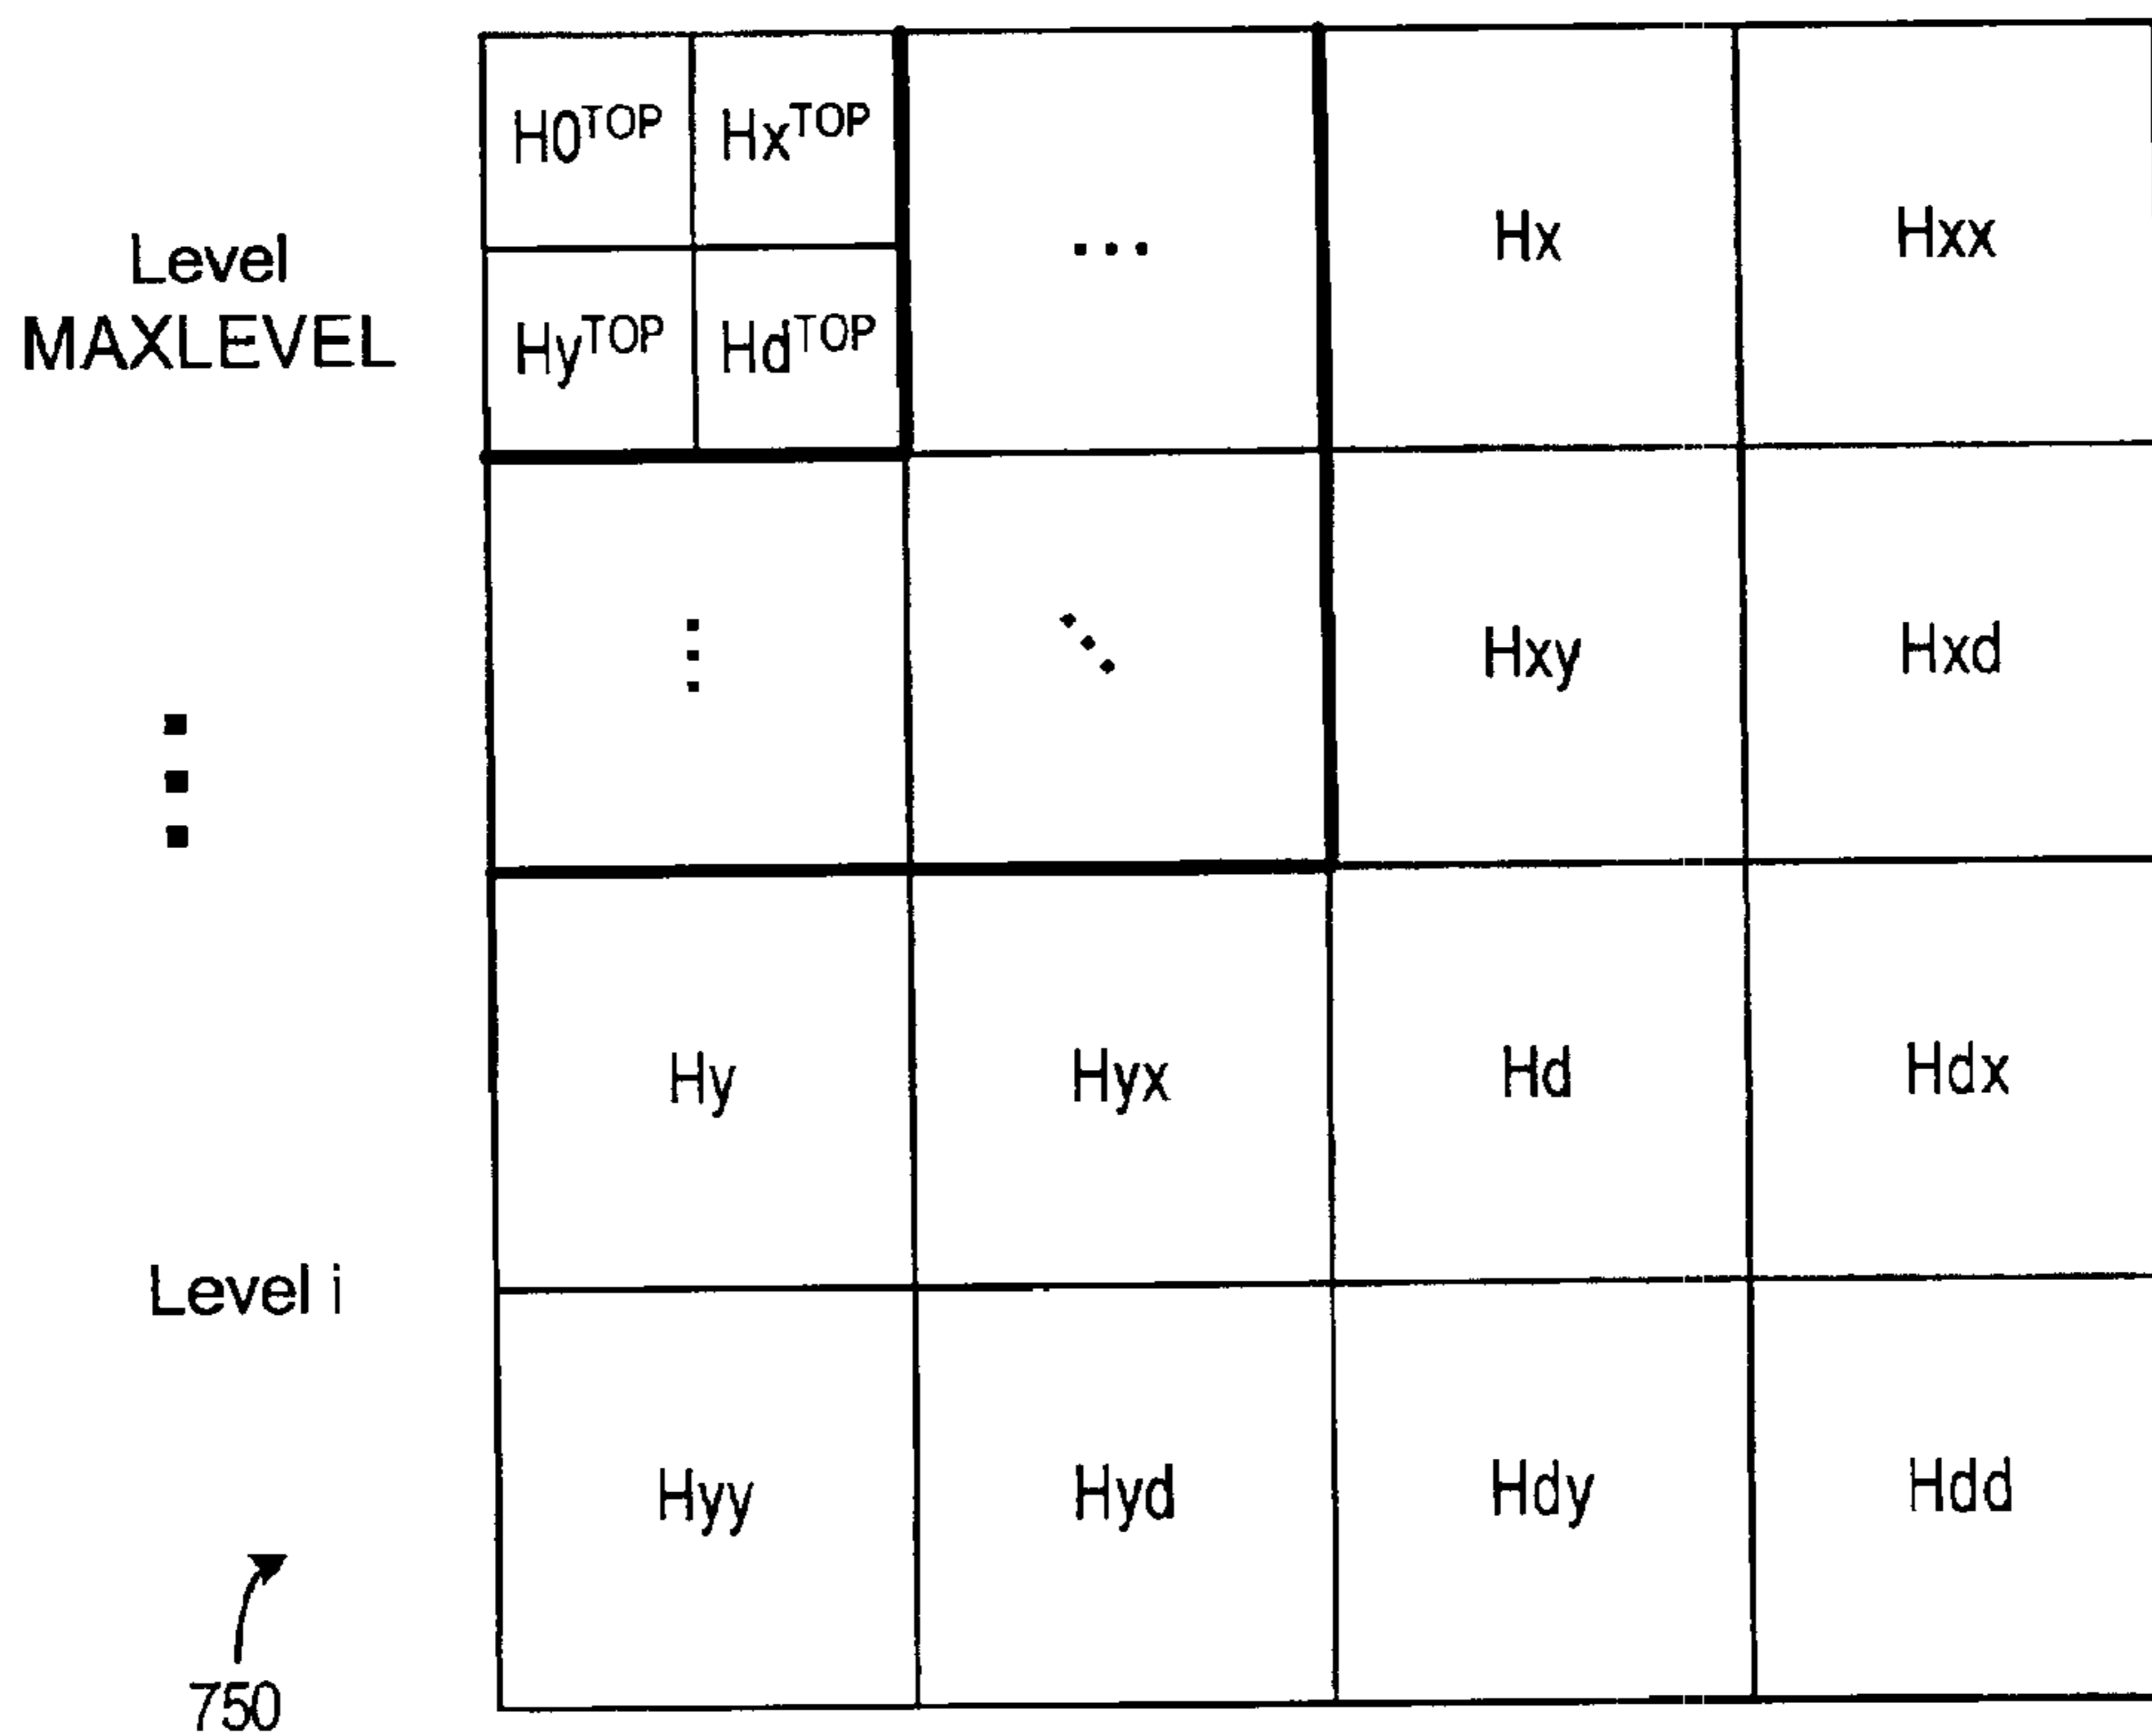 H0^TOP Hx^TOP
Hy^TOP Hd^TOP
... Hx Hxx
Level
MAXLEVEL
Hxy Hxd
Hy Hyx Hd Hdx
Level i
Hyy Hyd Hdy Hdd
750